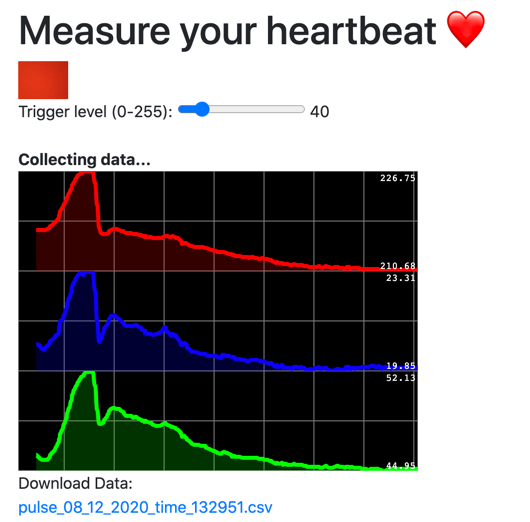 Measure your heartbeat ❤️
Trigger level (0-255): 40
Collecting data...
226.75
210.68
23.31
19.85
52.13
44.95
Download Data:
pulse_08_12_2020_time_132951.csv